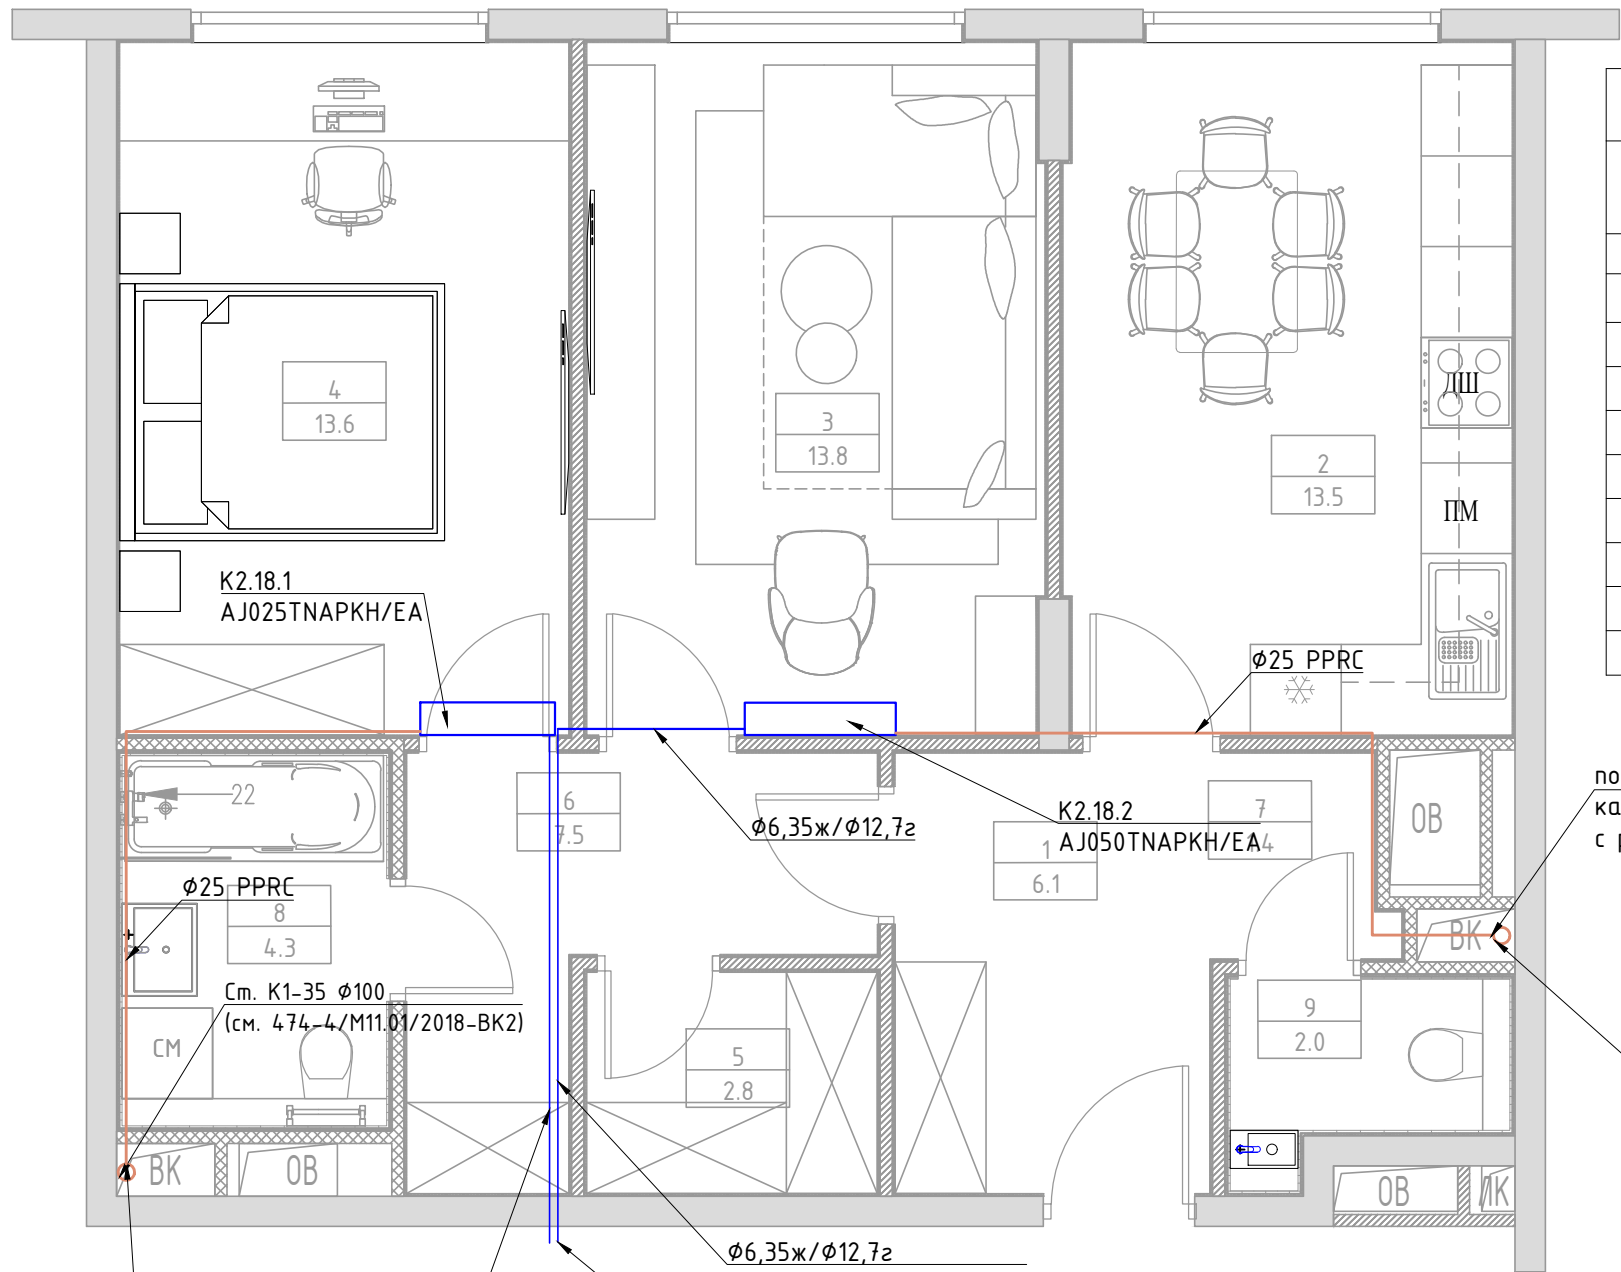 4
13.6
3
13.8
2
13.5
ДШ
ПМ
K2.18.1
AJ025TNAPKH/EA
Ф25 PPRC
22
6
7.5
Ф6,35ж/Ф12,7г
K2.18.2
AJ050TNAPKH/EA
7
1
6.1
ОВ
ВК
Ф25 PPRC
8
4.3
Ст. К1-35 Ф100
(см. 474-4/М11.01/2018-ВК2)
СМ
5
2.8
9
2.0
ВК
ОВ
ОВ
Ф6,35ж/Ф12,7г